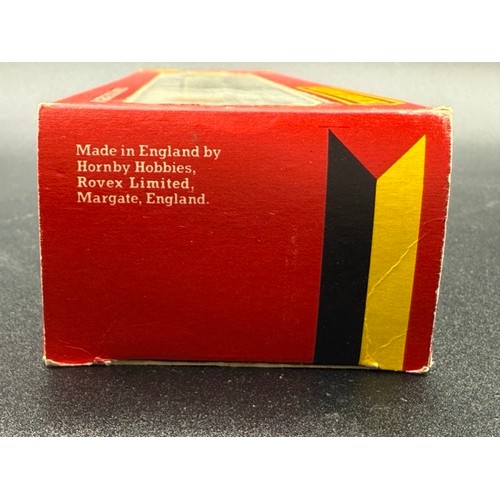 Made in England by
Hornby Hobbies,
Rovex Limited,
Margate, England.